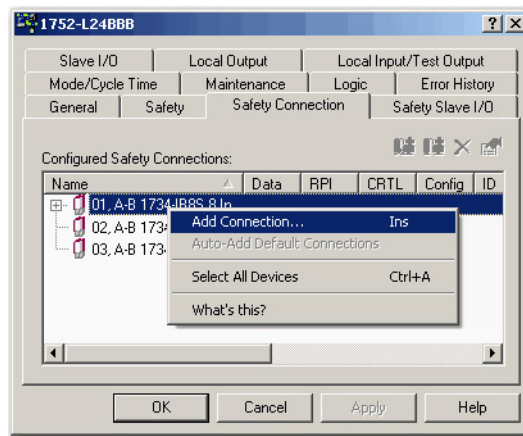 1752-L24BBB
Slave I/O Local Output Local Input/Test Output
Mode/Cycle Time Maintenance Logic Error History
General Safety Safety Connection Safety Slave I/O
Configured Safety Connections:
Name Data RPI CRTL Config ID
01, A-B 1734-IB8S 8 In
02, A-B 173
03, A-B 173
Add Connection... Ins
Auto-Add Default Connections
Select All Devices Ctrl+A
What's this?
OK Cancel Apply Help